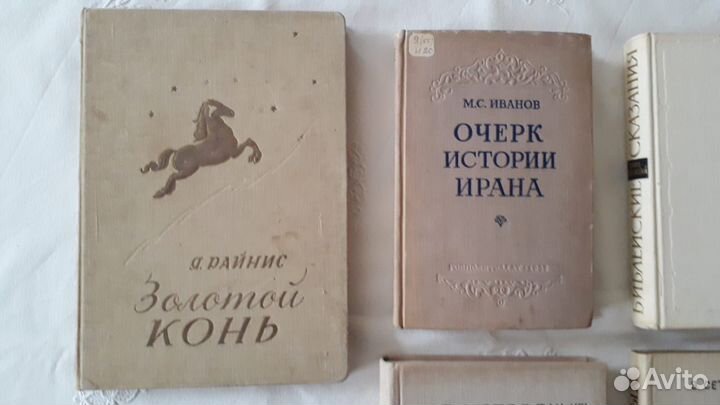 Я. РАЙНИС
Золотой
КОНЬ
М.С. ИВАНОВ
ОЧЕРК
ИСТОРИИ
ИРАНА
БИБЛЕЙСКИЕ СКАЗАНИЯ
Avito